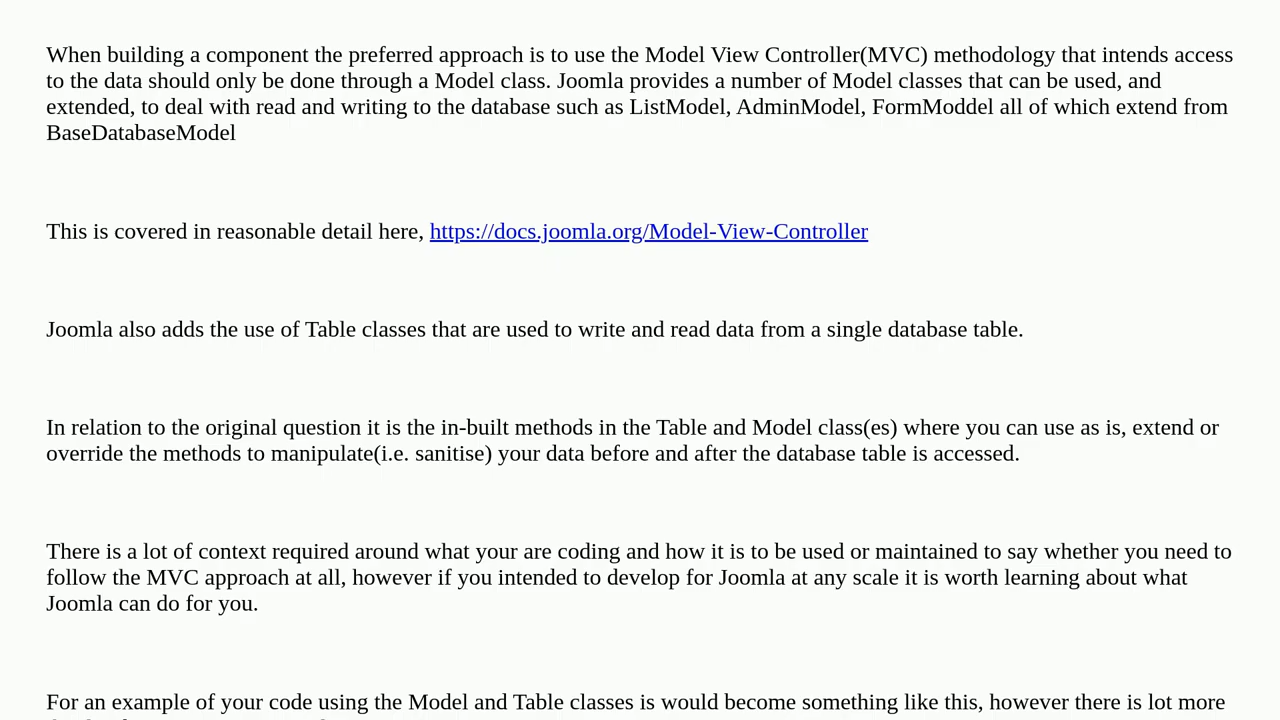 When building a component the preferred approach is to use the Model View Controller(MVC) methodology that intends access
to the data should only be done through a Model class. Joomla provides a number of Model classes that can be used, and
extended, to deal with read and writing to the database such as ListModel, AdminModel, FormModdel all of which extend from
BaseDatabaseModel
This is covered in reasonable detail here, https://docs.joomla.org/Model-View-Controller
Joomla also adds the use of Table classes that are used to write and read data from a single database table.
In relation to the original question it is the in-built methods in the Table and Model class(es) where you can use as is, extend or
override the methods to manipulate(i.e. sanitise) your data before and after the database table is accessed.
There is a lot of context required around what your are coding and how it is to be used or maintained to say whether you need to
follow the MVC approach at all, however if you intended to develop for Joomla at any scale it is worth learning about what
Joomla can do for you.
For an example of your code using the Model and Table classes is would become something like this, however there is lot more